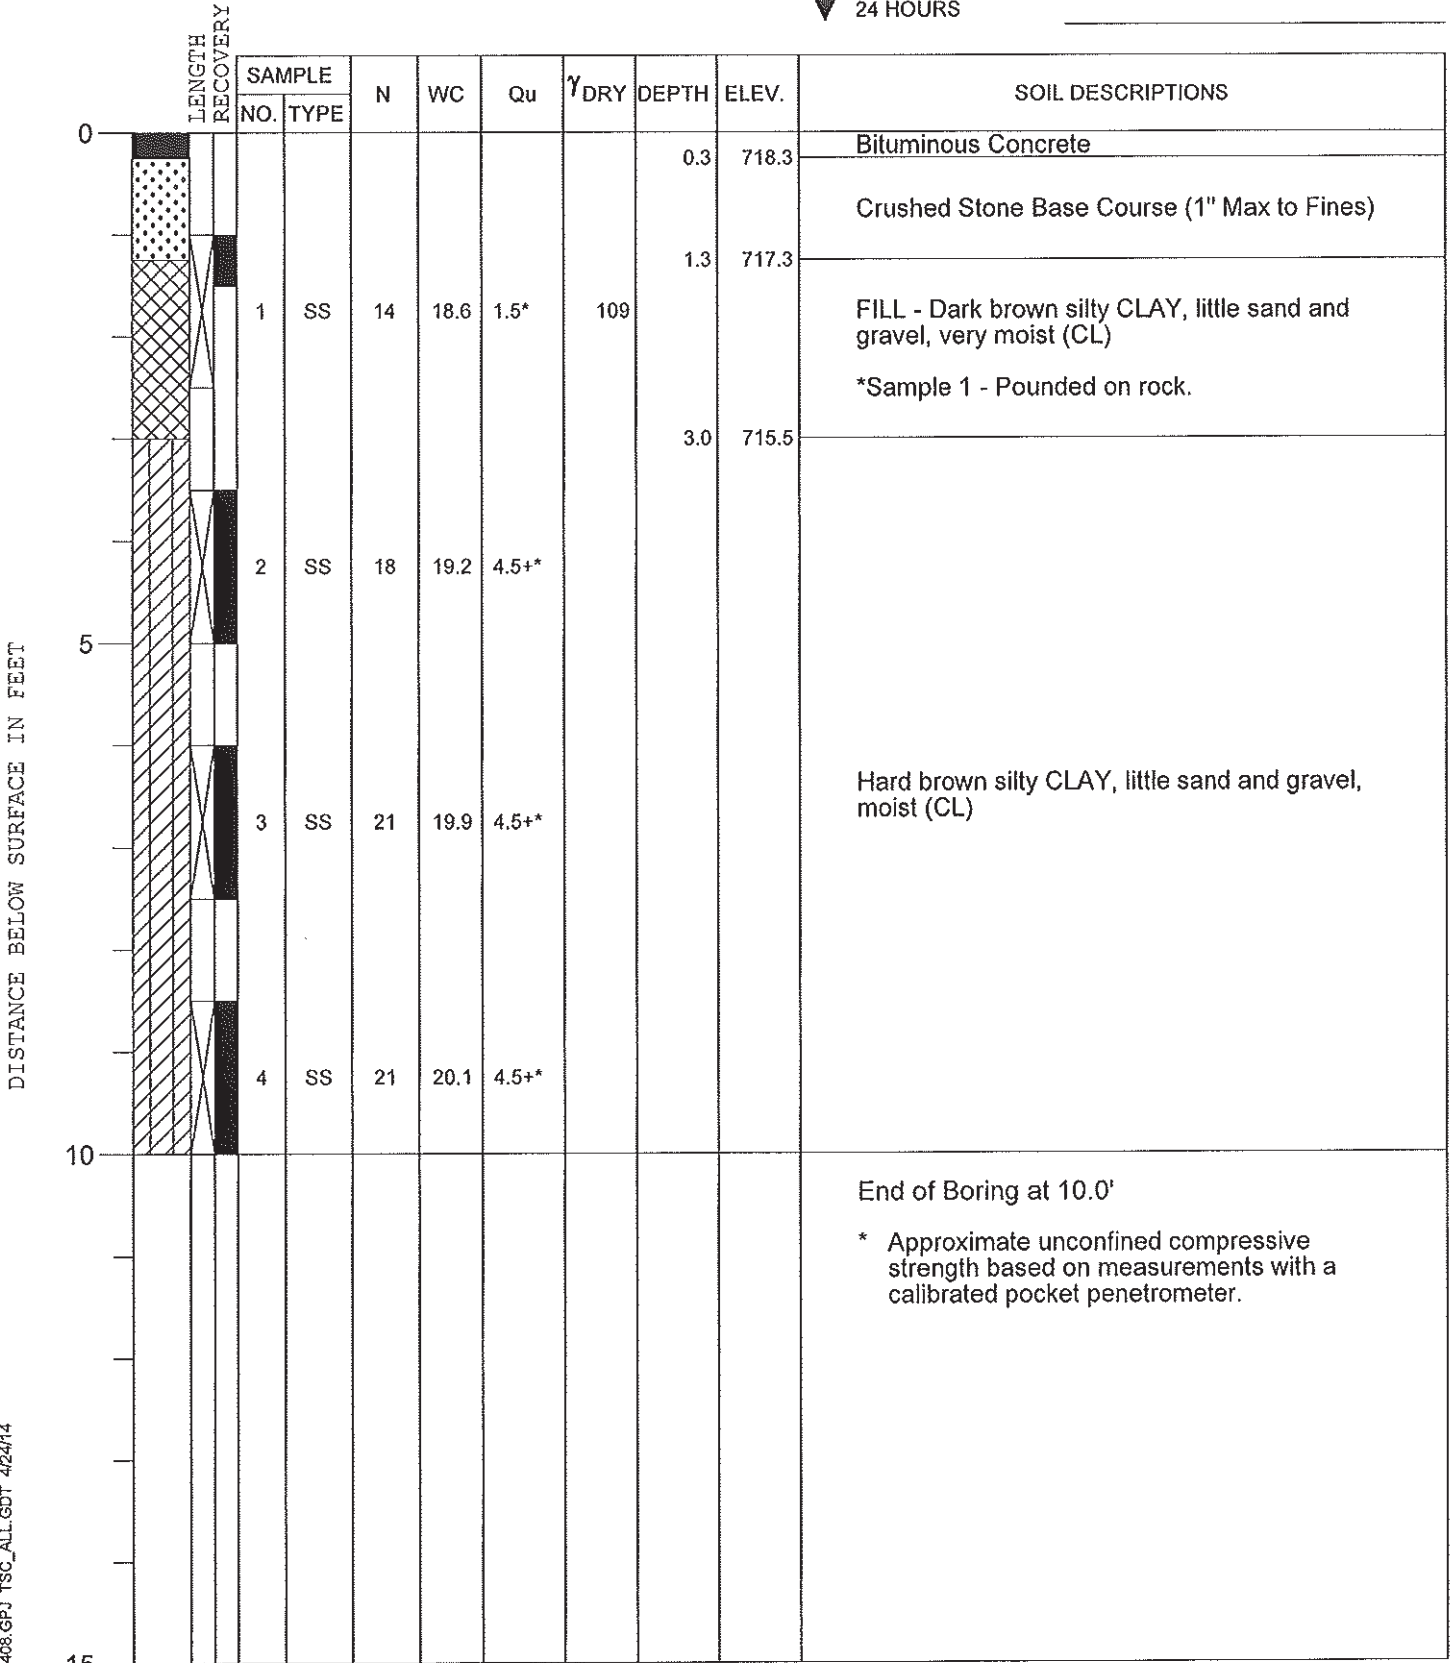 24 HOURS
LENGTH
RECOVERY
SAMPLE
NO. TYPE N WC Qu γDRY DEPTH ELEV. SOIL DESCRIPTIONS
0
Bituminous Concrete
0.3 718.3
Crushed Stone Base Course (1" Max to Fines)
1.3 717.3
1 SS 14 18.6 1.5* 109
FILL - Dark brown silty CLAY, little sand and
gravel, very moist (CL)
*Sample 1 - Pounded on rock.
3.0 715.5
2 SS 18 19.2 4.5+*
5
Hard brown silty CLAY, little sand and gravel,
moist (CL)
3 SS 21 19.9 4.5+*
4 SS 21 20.1 4.5+*
10
End of Boring at 10.0'
* Approximate unconfined compressive
strength based on measurements with a
calibrated pocket penetrometer.
DISTANCE BELOW SURFACE IN FEET
408.GPJ TSC_ALL.GDT 4/24/14